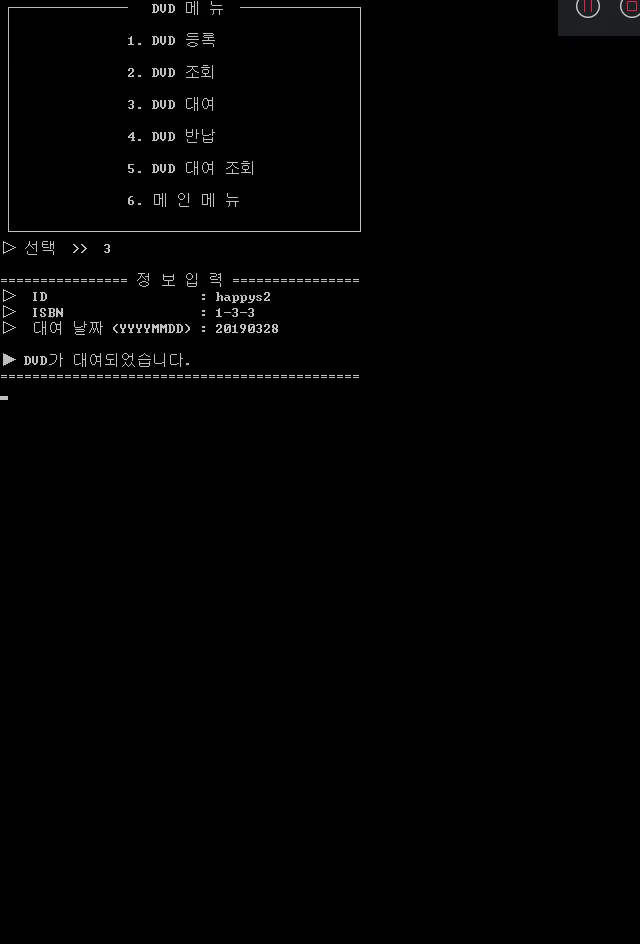 DVD 메 뉴
1. DVD 등록
2. DVD 조회
3. DVD 대여
4. DVD 반납
5. DVD 대여 조회
6. 메 인 메 뉴
▷ 선택 >> 3
================ 정 보 입 력 ================
▷ ID : happys2
▷ ISBN : 1-3-3
▷ 대여 날짜 (YYYYMMDD) : 20190328
▶ DVD가 대여되었습니다.
=============================================